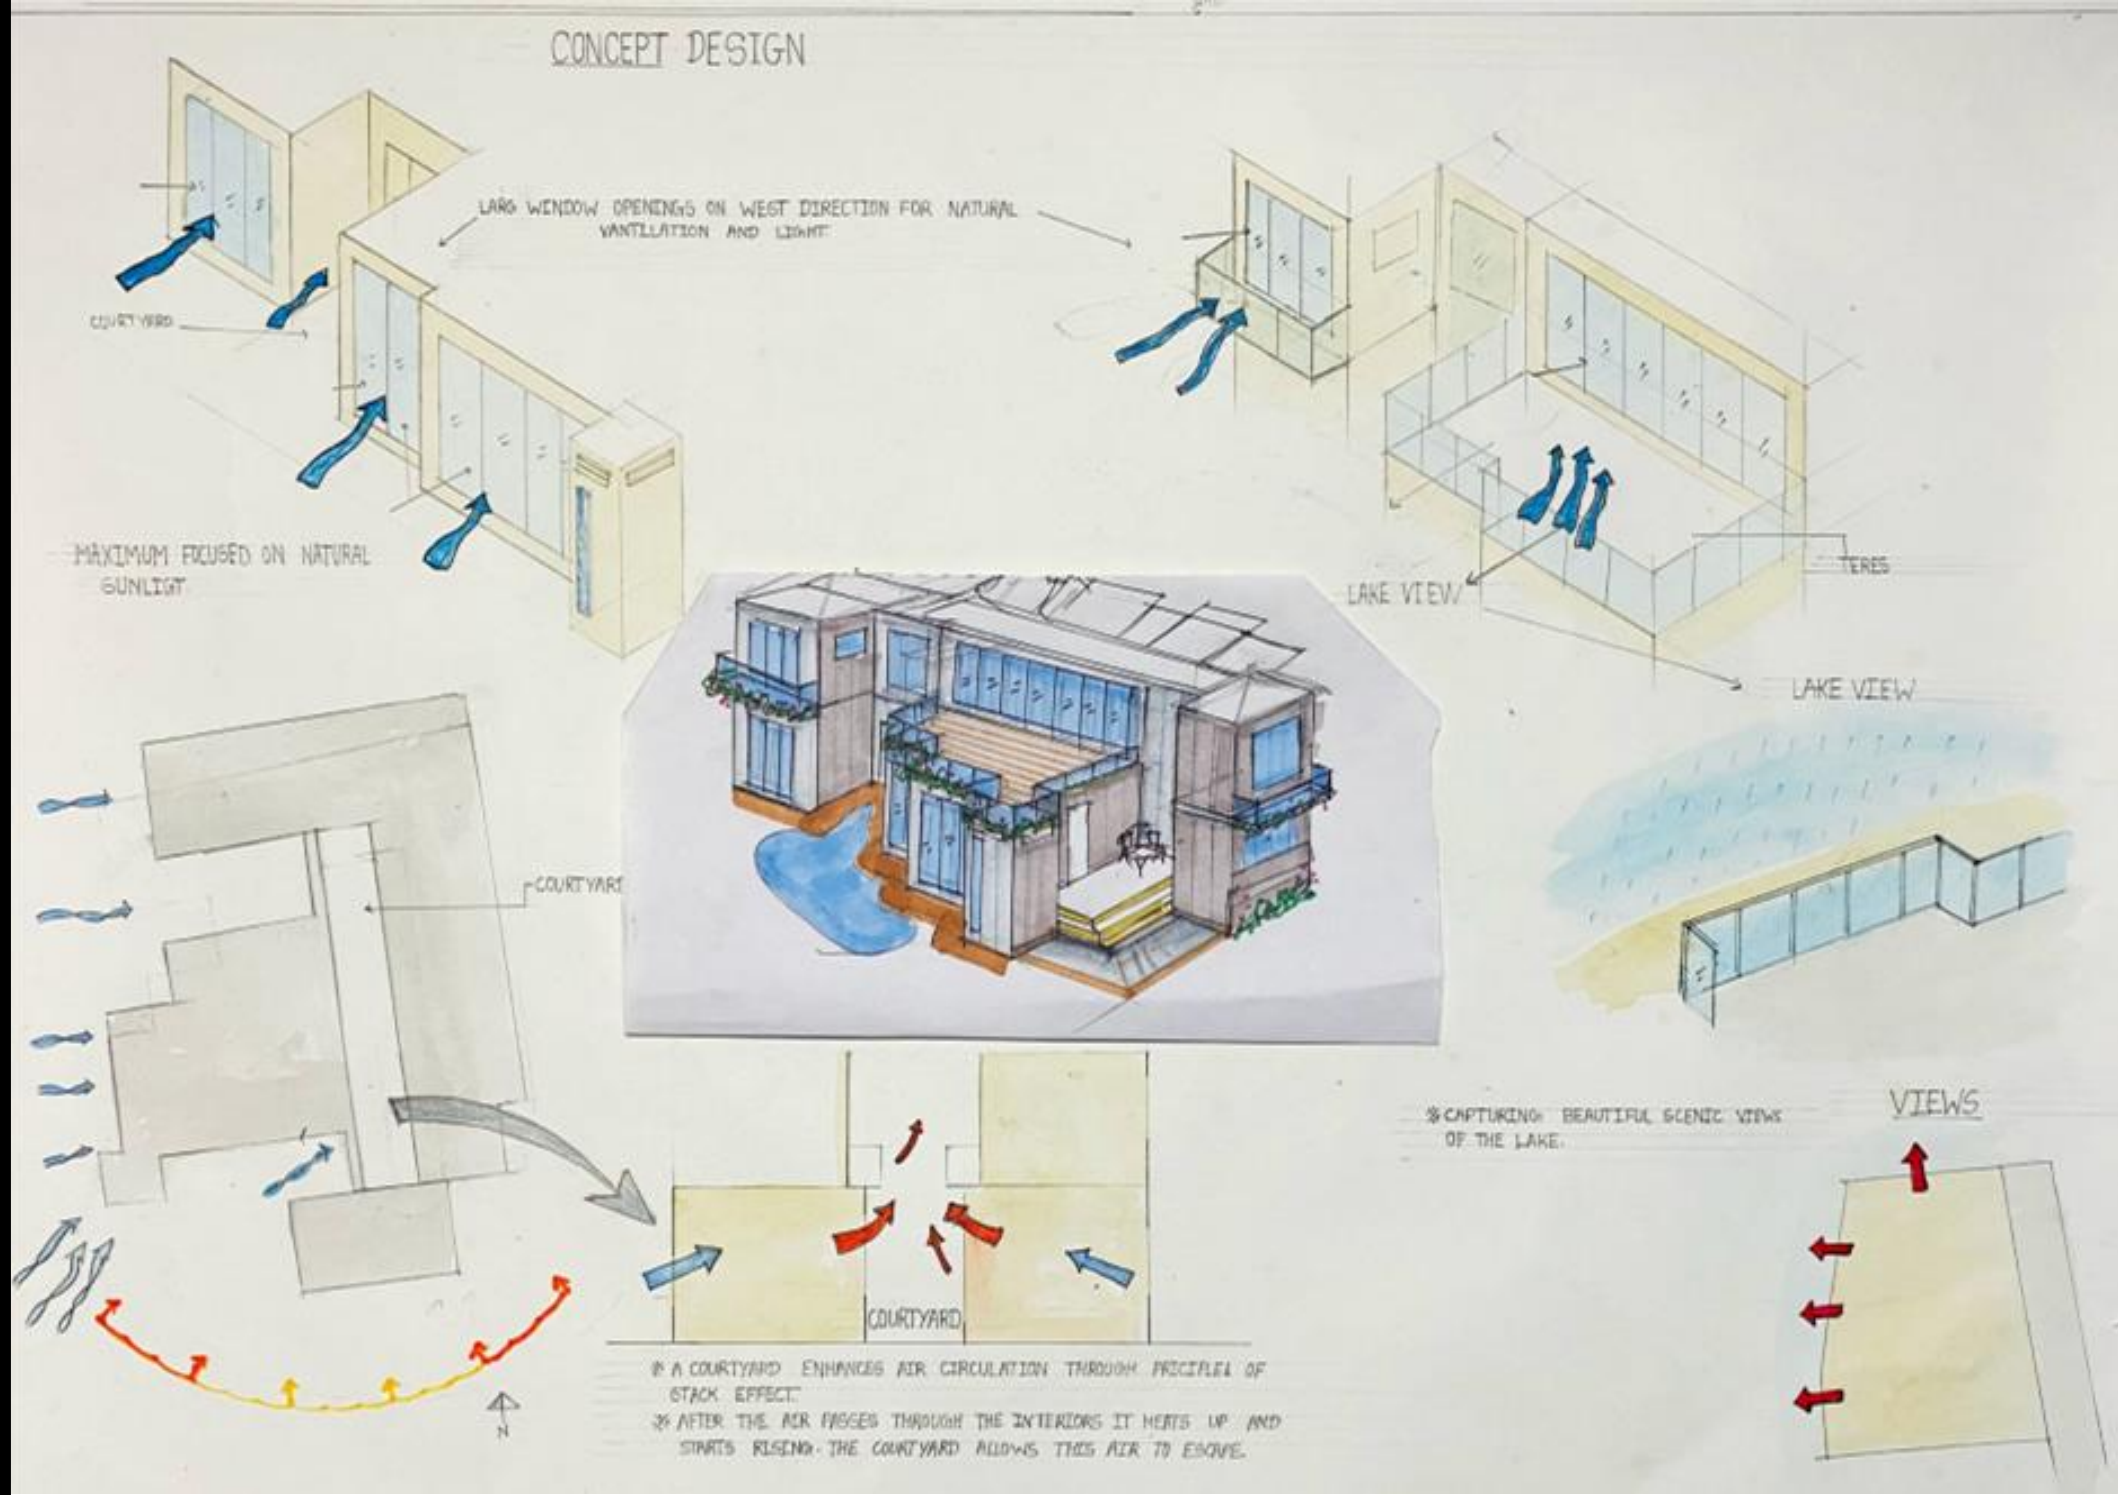 CONCEPT DESIGN
LARG WINDOW OPENINGS ON WEST DIRECTION FOR NATURAL
VANTILATION AND LIGHT
COURTYARD
MAXIMUM FOCUSED ON NATURAL
SUNLIGT
LAKE VIEW
TERES
LAKE VIEW
COURTYARD
VIEWS
※ CAPTURING BEAUTIFUL SCENIC VIEWS
OF THE LAKE.
COURTYARD
N
※ A COURTYARD ENHANCES AIR CIRCULATION THROUGH PRICIPLES OF
STACK EFFECT.
※ AFTER THE AIR PASSES THROUGH THE INTERIORS IT HEATS UP AND
STARTS RISING. THE COURTYARD ALLOWS THIS AIR TO ESCAPE.